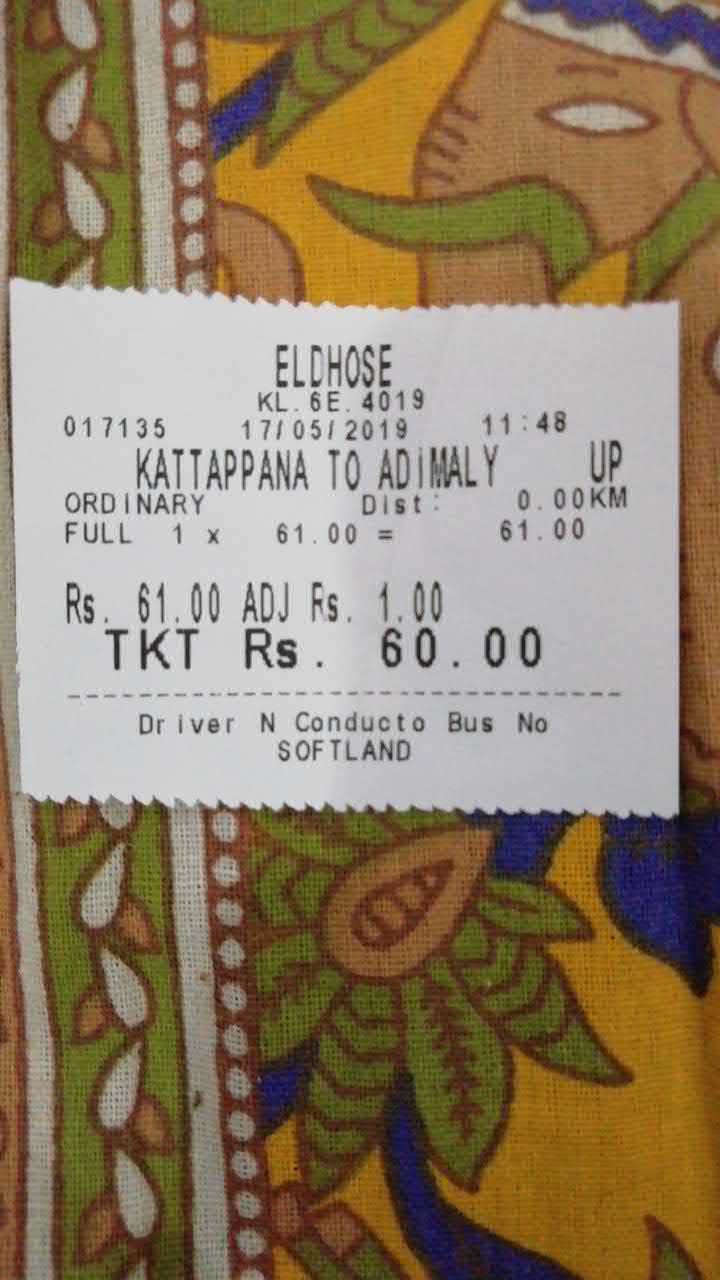 ELDHOSE
KL. 6E. 4019
017135 17/05/2019 11:48
KATTAPPANA TO ADiMALY UP
ORDINARY Dist: 0.00KM
FULL 1 x 61.00 = 61.00
Rs. 61.00 ADJ Rs. 1.00
TKT Rs. 60.00
Driver N Conducto Bus No
SOFTLAND